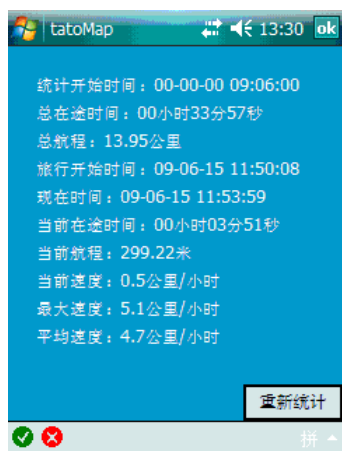 tatoMap 13:30 ok
统计开始时间：00-00-00 09:06:00
总在途时间：00小时33分57秒
总航程：13.95公里
旅行开始时间：09-06-15 11:50:08
现在时间：09-06-15 11:53:59
当前在途时间：00小时03分51秒
当前航程：299.22米
当前速度：0.5公里/小时
最大速度：5.1公里/小时
平均速度：4.7公里/小时
重新统计
拼